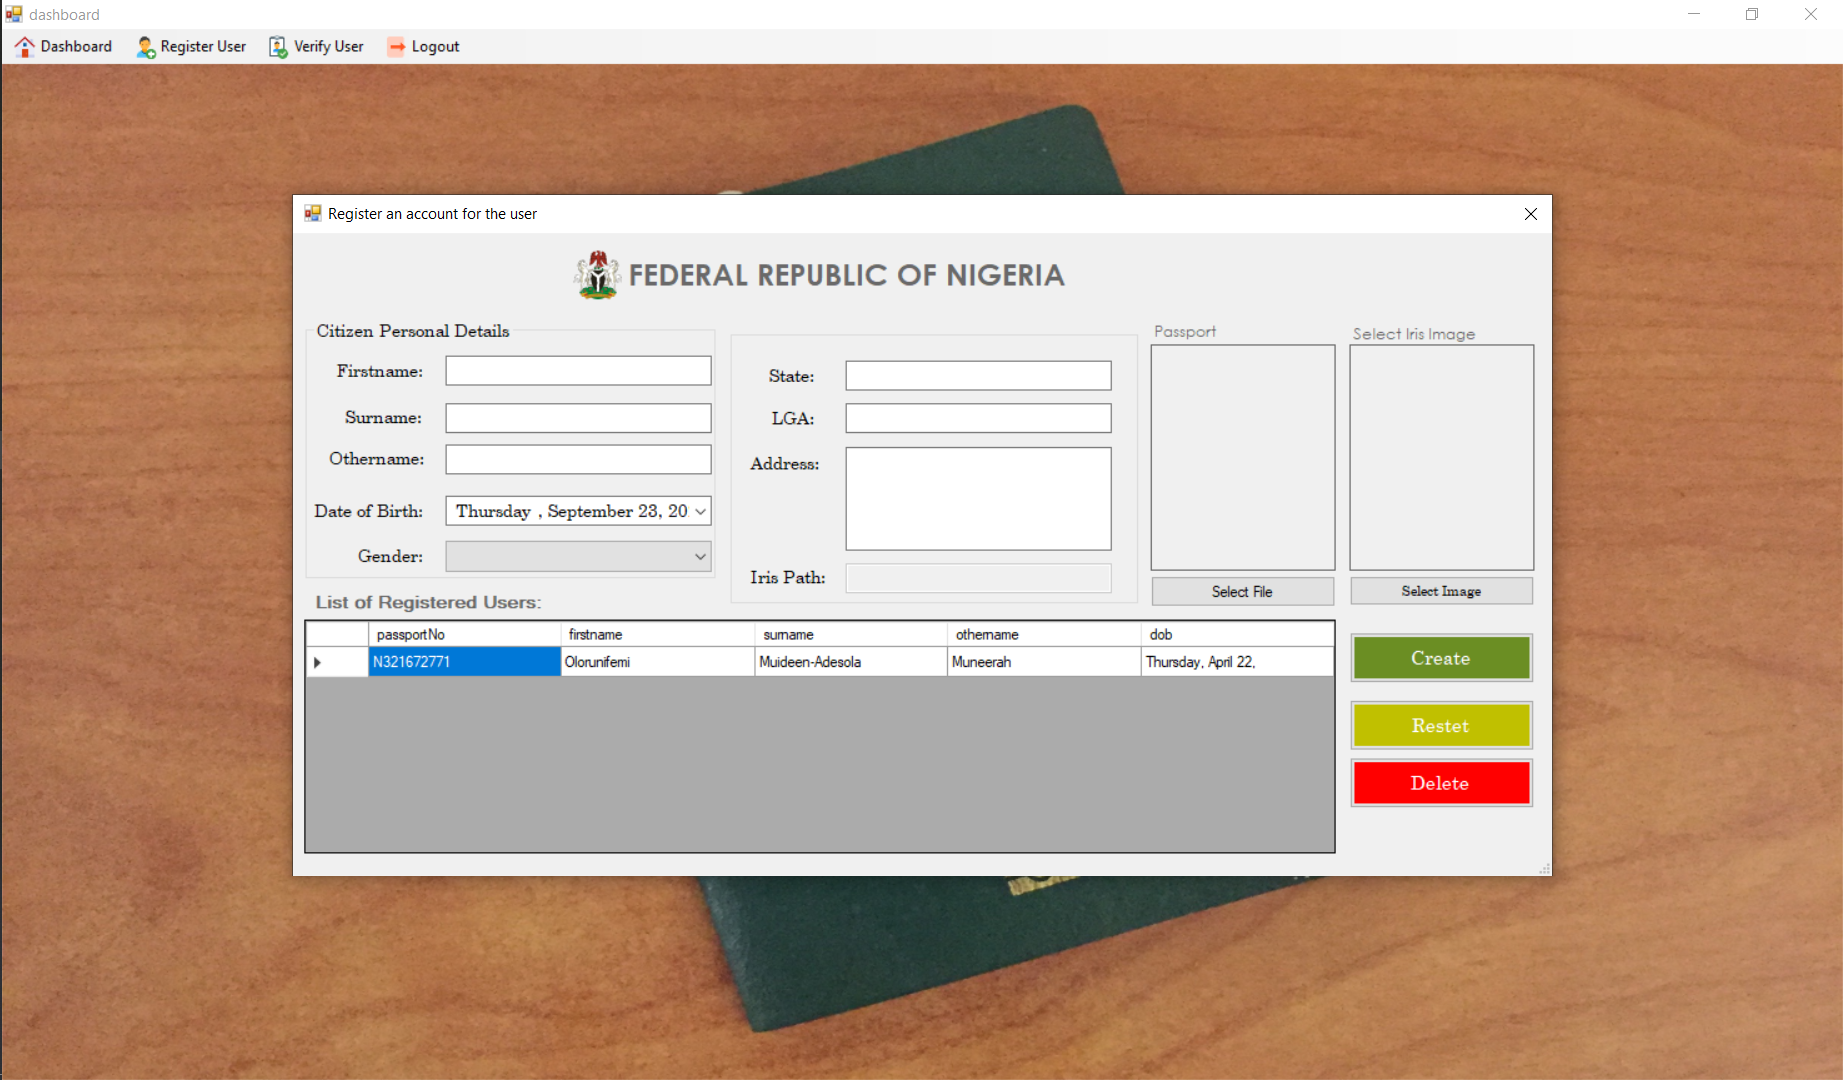 dashboard
Dashboard Register User Verify User Logout
Register an account for the user
FEDERAL REPUBLIC OF NIGERIA
Citizen Personal Details
Firstname:
Surname:
Othername:
Date of Birth: Thursday , September 23, 20
Gender:
State:
LGA:
Address:
Iris Path:
Passport
Select File
Select Iris Image
Select Image
List of Registered Users:
passportNo firstname surname othername dob
N321672771 Olorunifemi Muideen-Adesola Muneerah Thursday, April 22,
Create
Restet
Delete